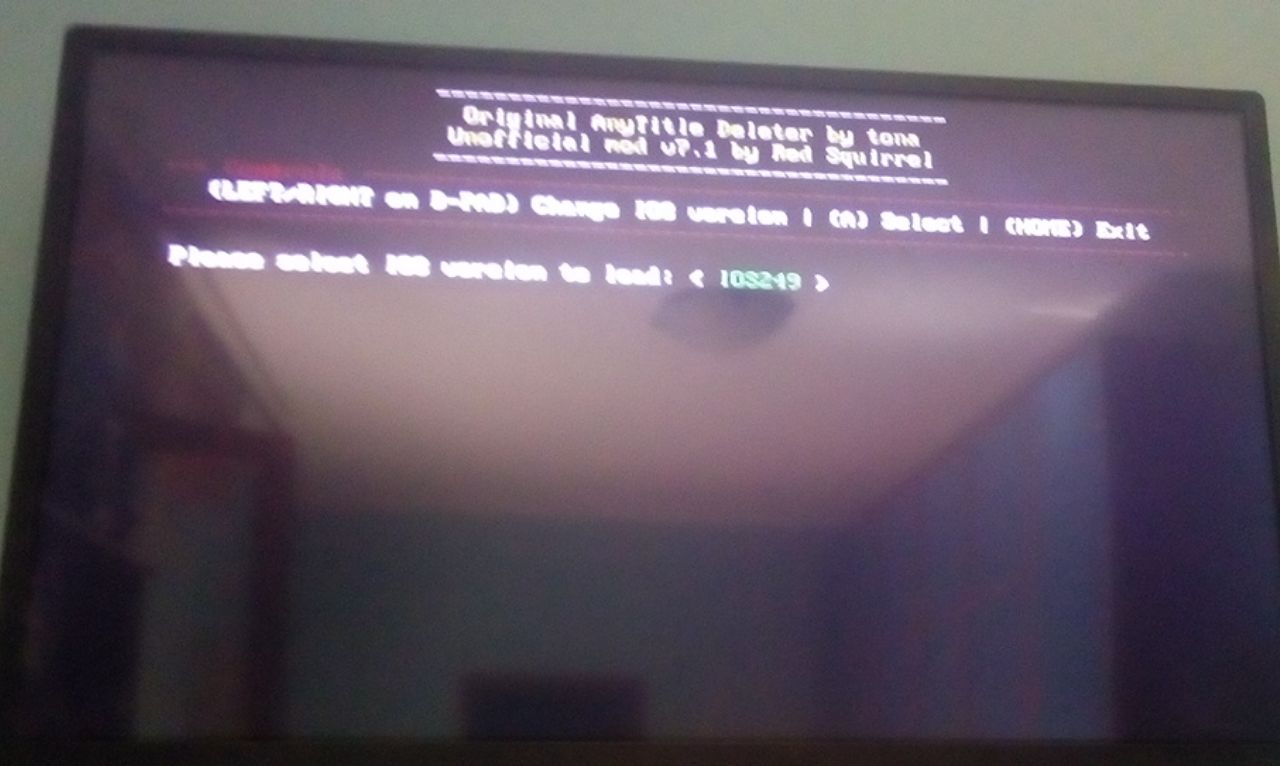 ================================
Original AnyTitle Deleter by tona
Unofficial mod v7.1 by Red Squirrel
================================
Controls
(LEFT/RIGHT on D-PAD) Change IOS version | (A) Select | (HOME) Exit
Please select IOS version to load: < IOS249 >